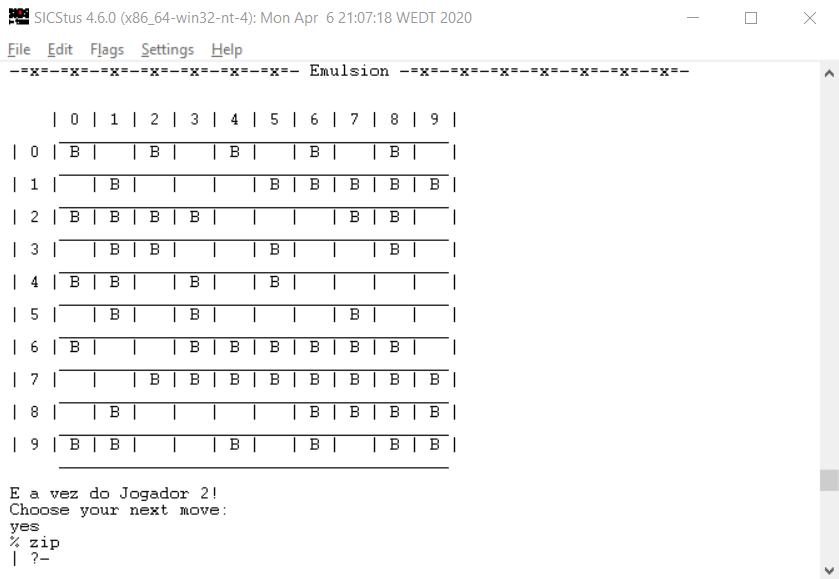 SICStus 4.6.0 (x86_64-win32-nt-4): Mon Apr  6 21:07:18 WEDT 2020
File Edit Flags Settings Help
-=x=-=x=-=x=-=x=-=x=-=x=-=x=- Emulsion -=x=-=x=-=x=-=x=-=x=-=x=-=x=-
     | 0 | 1 | 2 | 3 | 4 | 5 | 6 | 7 | 8 | 9 |
| 0 | B |   | B |   | B |   | B |   | B |   |
| 1 |   | B |   |   |   | B | B | B | B | B |
| 2 | B | B | B | B |   |   |   | B | B |   |
| 3 |   | B | B |   |   | B |   |   | B |   |
| 4 | B | B |   | B |   | B |   |   |   |   |
| 5 |   | B |   | B |   |   |   | B |   |   |
| 6 | B |   |   | B | B | B | B | B | B |   |
| 7 |   |   | B | B | B | B | B | B | B | B |
| 8 |   | B |   |   |   |   | B | B | B | B |
| 9 | B | B |   |   | B |   | B |   | B | B |
E a vez do Jogador 2!
Choose your next move:
yes
% zip
| ?-